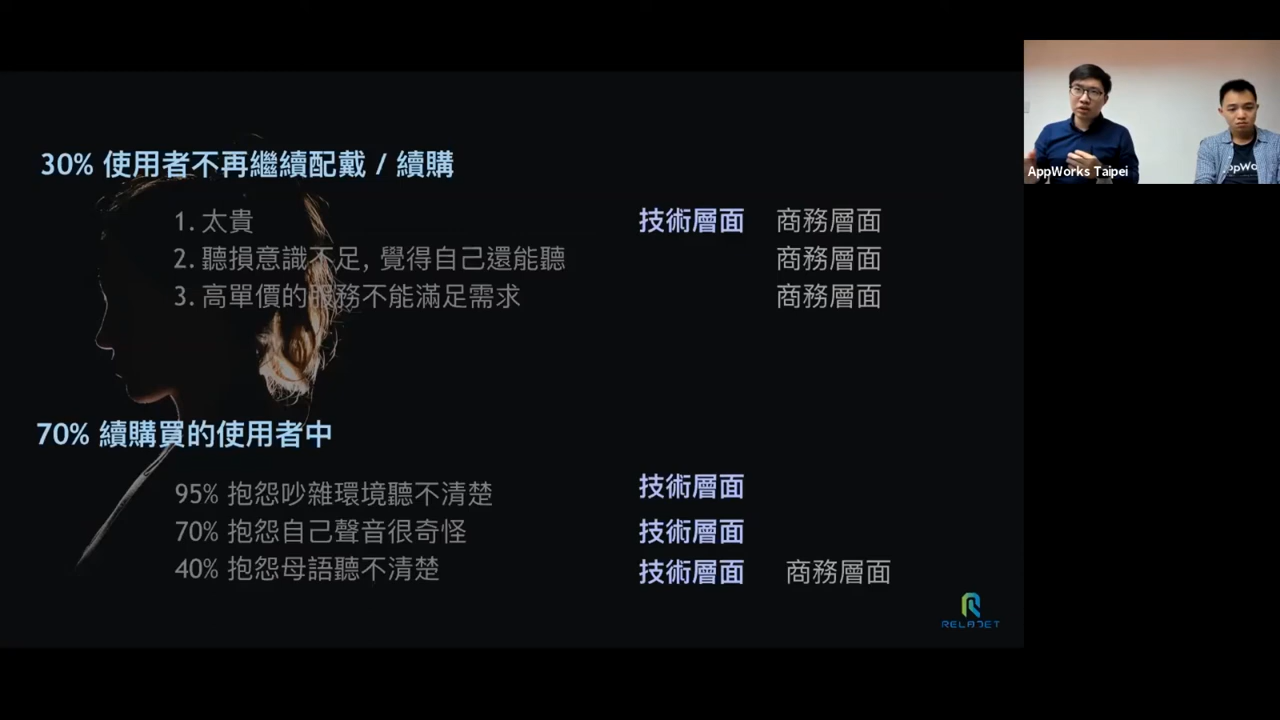 30% 使用者不再繼續配戴 / 續購
1. 太貴 技術層面 商務層面
2. 聽損意識不足, 覺得自己還能聽 商務層面
3. 高單價的服務不能滿足需求 商務層面
70% 續購買的使用者中
95% 抱怨吵雜環境聽不清楚 技術層面
70% 抱怨自己聲音很奇怪 技術層面
40% 抱怨母語聽不清楚 技術層面 商務層面
RELAJET
AppWorks Taipei
ppWo